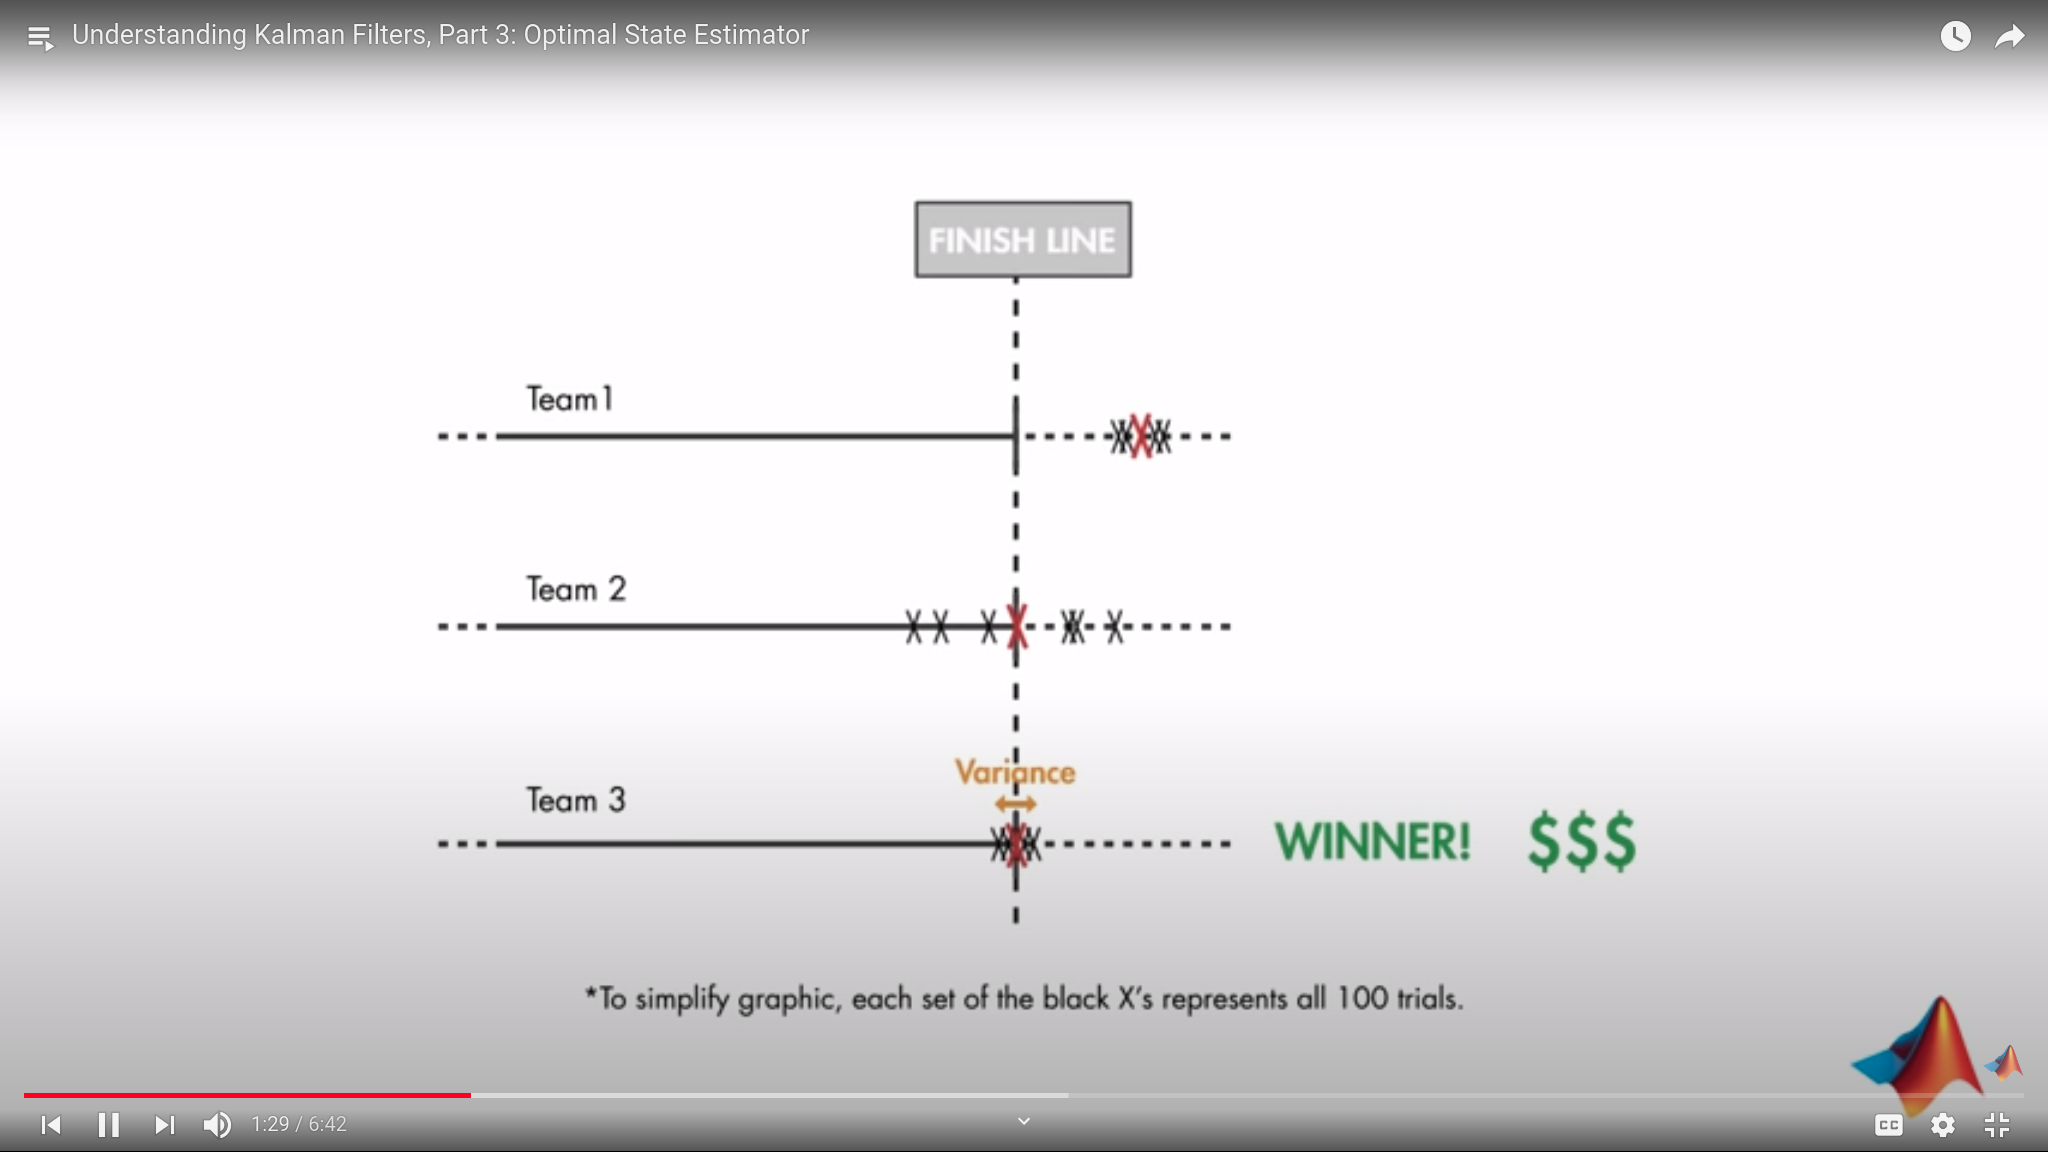 Understanding Kalman Filters, Part 3: Optimal State Estimator
FINISH LINE
Team1
Team 2
Variance
Team 3
WINNER! $$$
*To simplify graphic, each set of the black X's represents all 100 trials.
1:29 / 6:42
CC